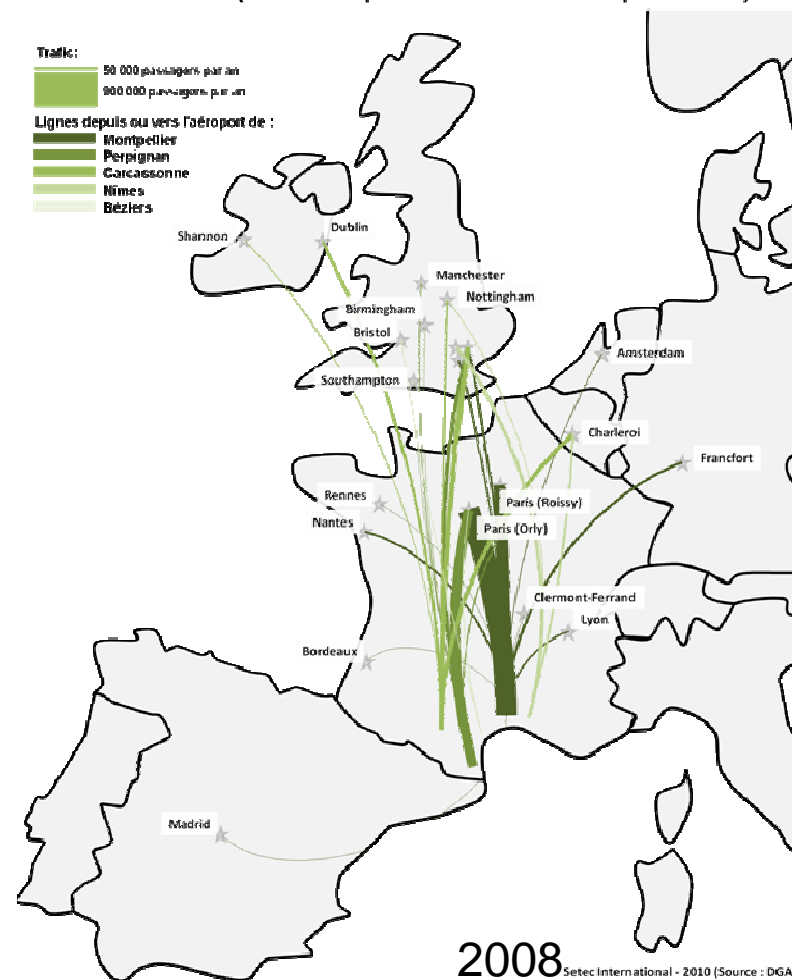 Trafic:
50 000 passagers par an
900 000 passagers par an
Lignes depuis ou vers l'aéroport de :
Montpellier
Perpignan
Carcassonne
Nîmes
Béziers
Shannon
Dublin
Manchester
Nottingham
Birmingham
Bristol
Southampton
Amsterdam
Charleroi
Francfort
Rennes
Nantes
Paris (Roissy)
Paris (Orly)
Clermont-Ferrand
Lyon
Bordeaux
Madrid
2008
Setec International - 2010 (Source : DGA